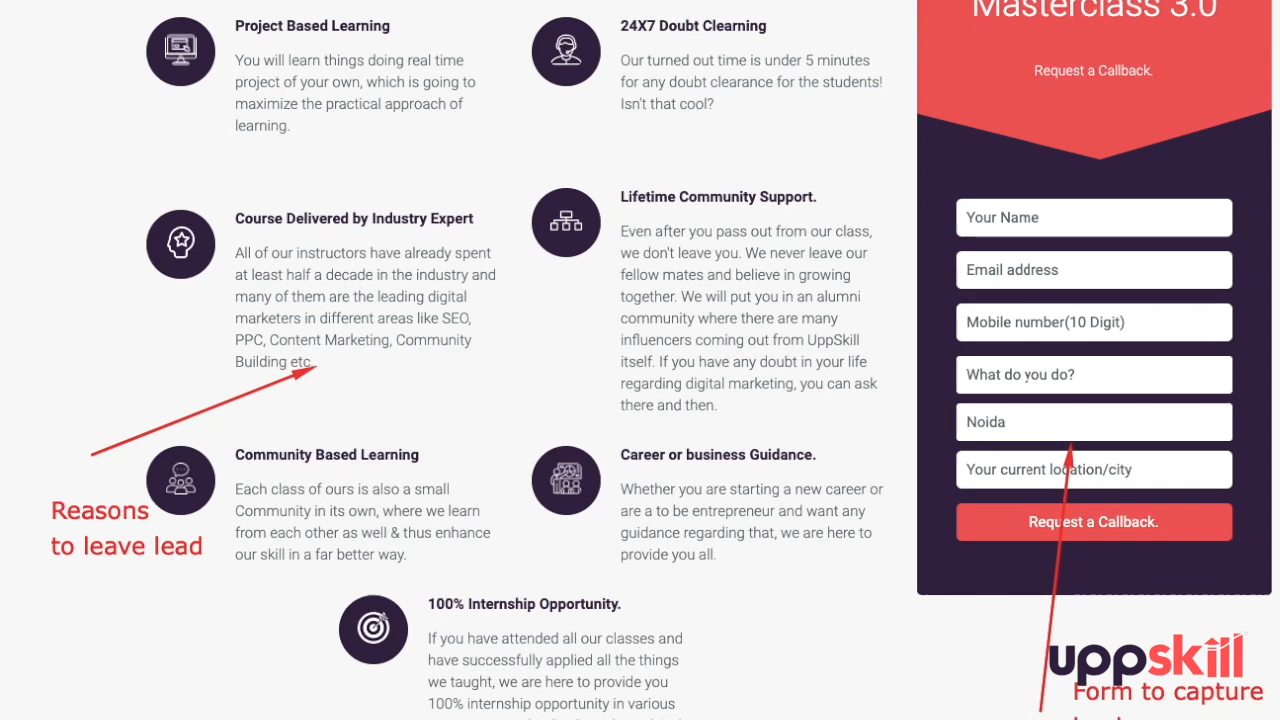 Project Based Learning
You will learn things doing real time
project of your own, which is going to
maximize the practical approach of
learning.
24X7 Doubt Clearning
Our turned out time is under 5 minutes
for any doubt clearance for the students!
Isn't that cool?
Course Delivered by Industry Expert
All of our instructors have already spent
at least half a decade in the industry and
many of them are the leading digital
marketers in different areas like SEO,
PPC, Content Marketing, Community
Building etc.
Lifetime Community Support.
Even after you pass out from our class,
we don't leave you. We never leave our
fellow mates and believe in growing
together. We will put you in an alumni
community where there are many
influencers coming out from UppSkill
itself. If you have any doubt in your life
regarding digital marketing, you can ask
there and then.
Reasons
to leave lead
Community Based Learning
Each class of ours is also a small
Community in its own, where we learn
from each other as well & thus enhance
our skill in a far better way.
Career or business Guidance.
Whether you are starting a new career or
are a to be entrepreneur and want any
guidance regarding that, we are here to
provide you all.
100% Internship Opportunity.
If you have attended all our classes and
have successfully applied all the things
we taught, we are here to provide you
100% internship opportunity in various
Masterclass 3.0
Request a Callback.
Your Name
Email address
Mobile number(10 Digit)
What do you do?
Noida
Your current location/city
Request a Callback.
uppskill
Form to capture